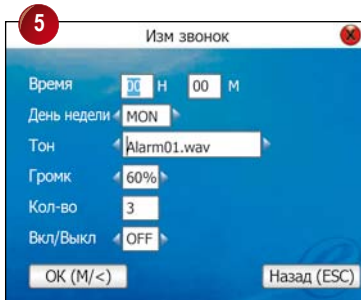 5
Изм звонок
Время 00 H 00 M
День недели MON
Тон Alarm01.wav
Громк 60%
Кол-во 3
Вкл/Выкл OFF
OK (M/<) Назад (ESC)